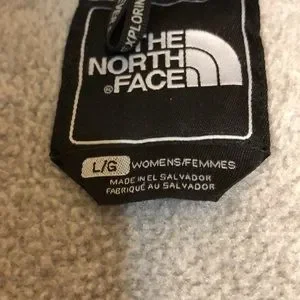 EXPLORING
THE
NORTH
FACE
®
L/G WOMENS/FEMMES
MADE IN EL SALVADOR
FABRIQUÉ AU SALVADOR